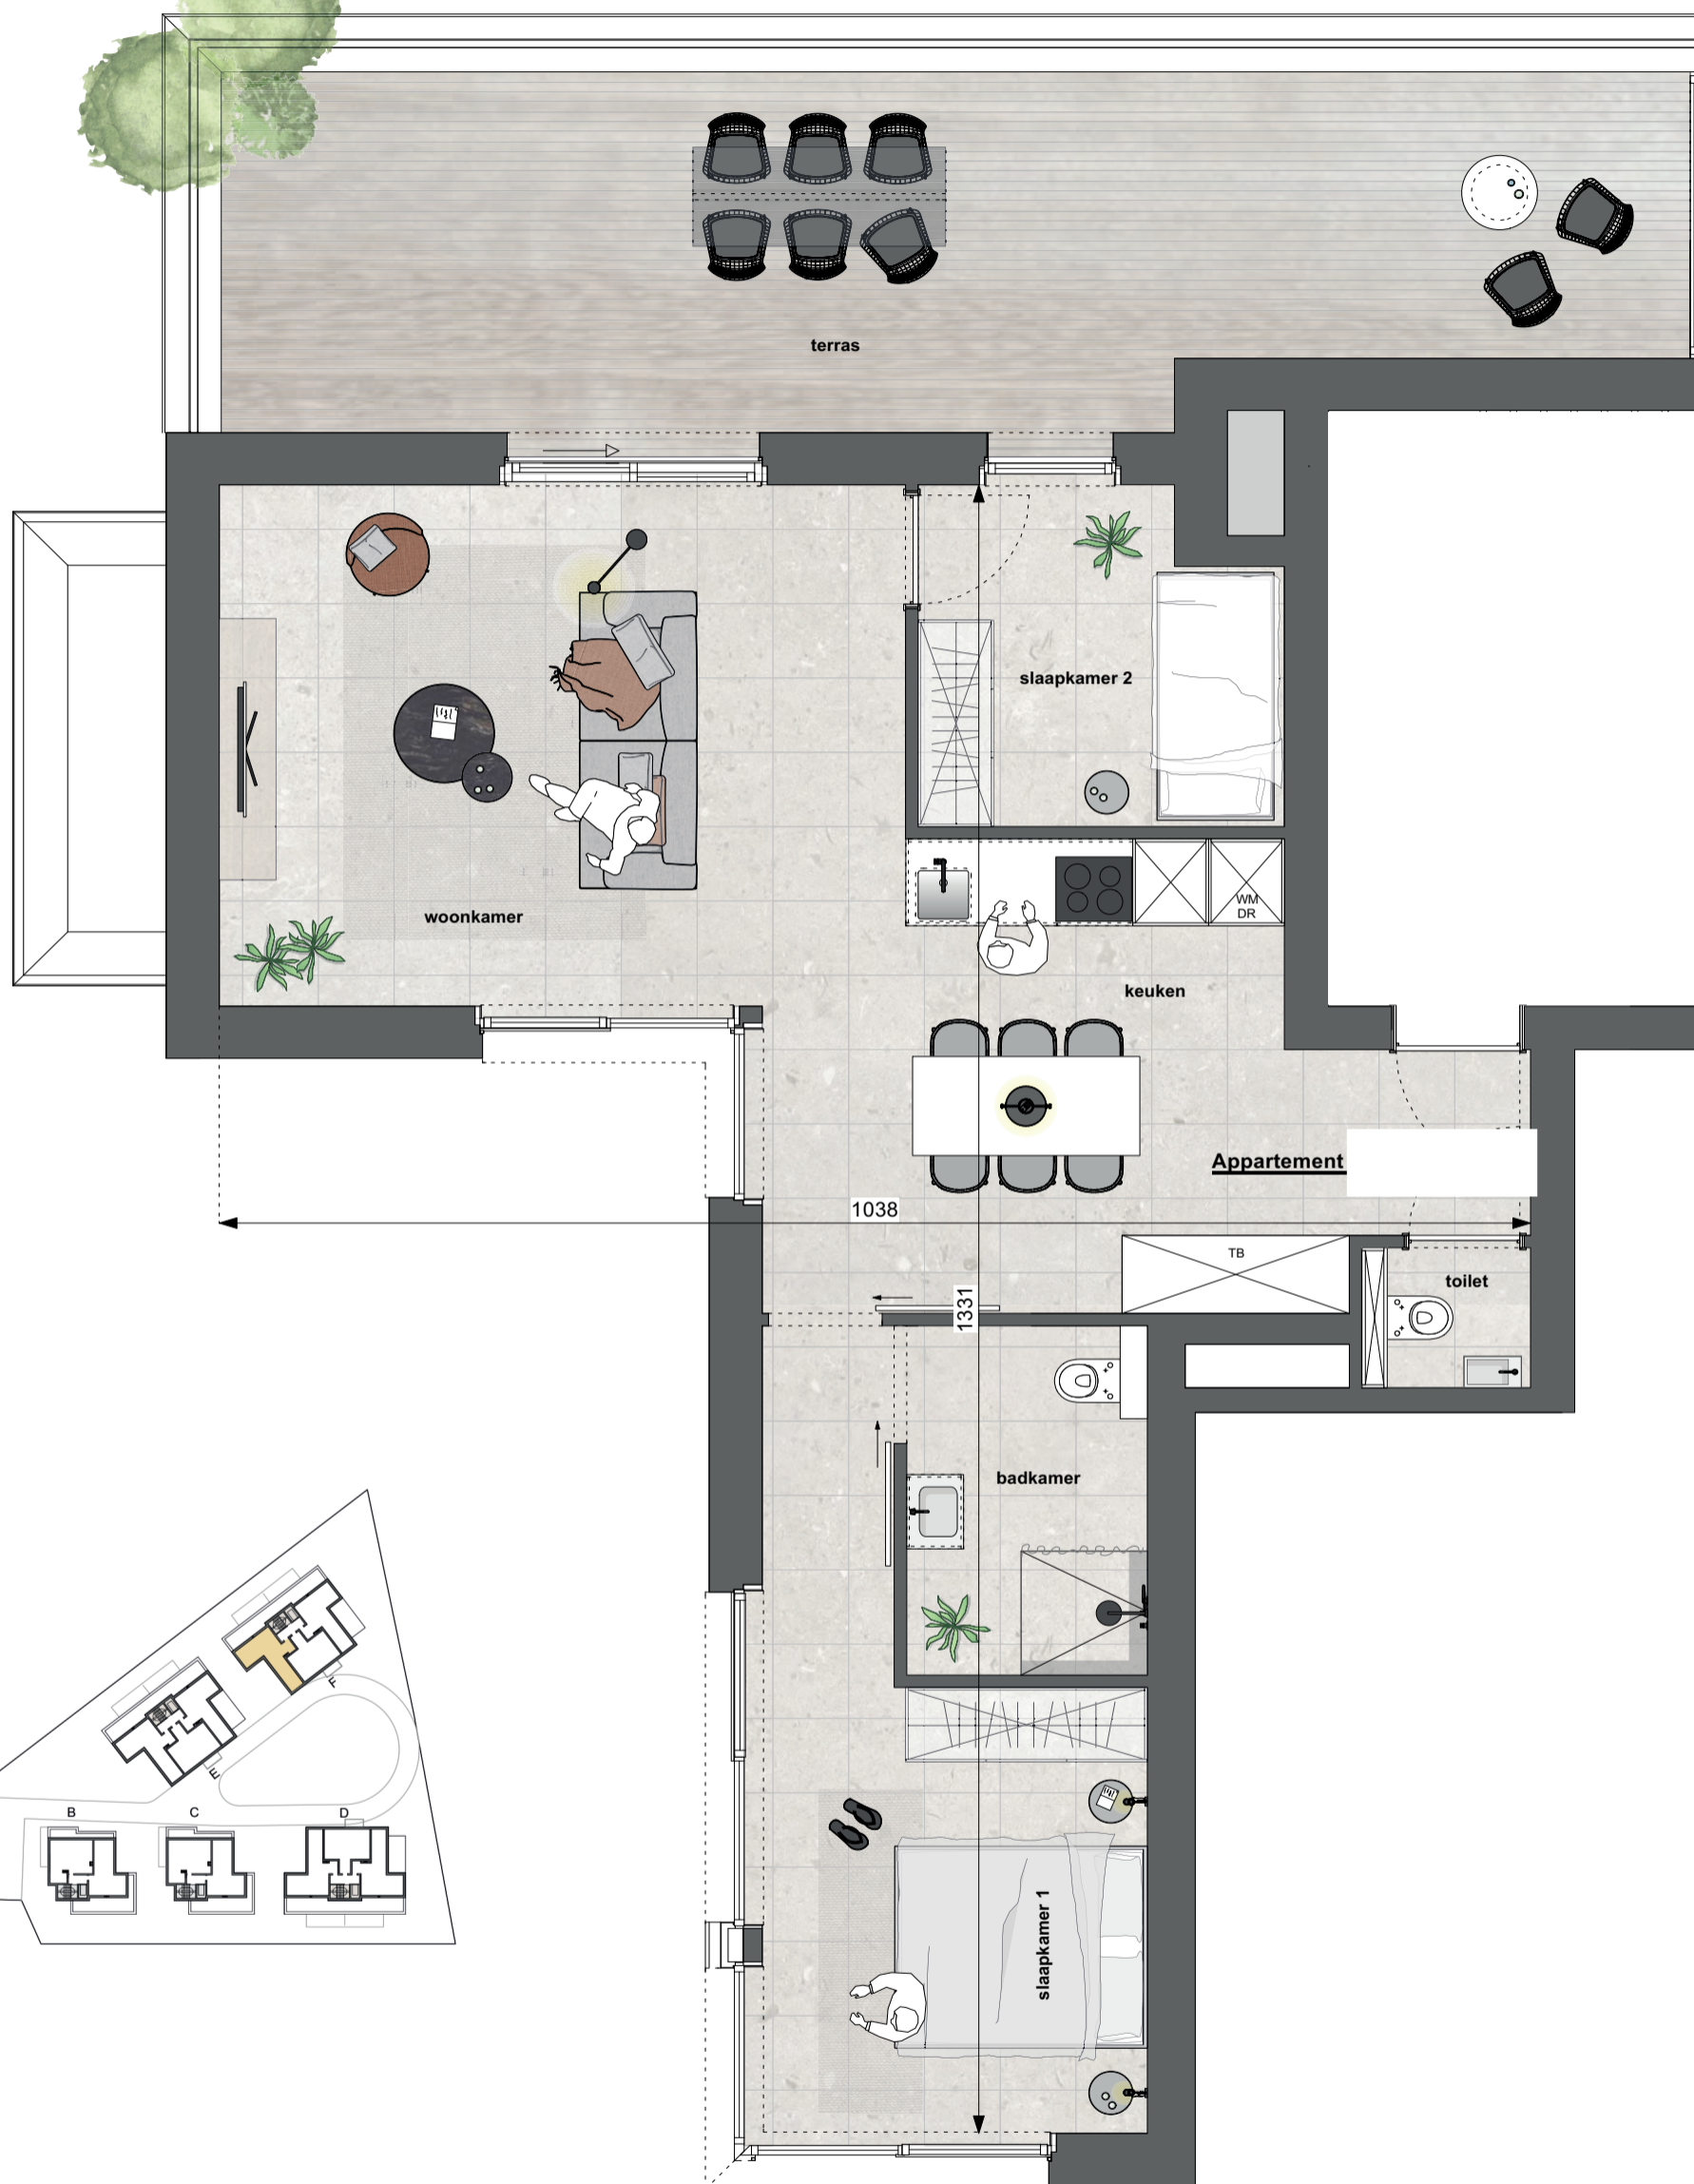 terras
slaapkamer 2
WM
DR
woonkamer
keuken
Appartement
1038
TB
toilet
1331
badkamer
slaapkamer 1
F
E
B
C
D